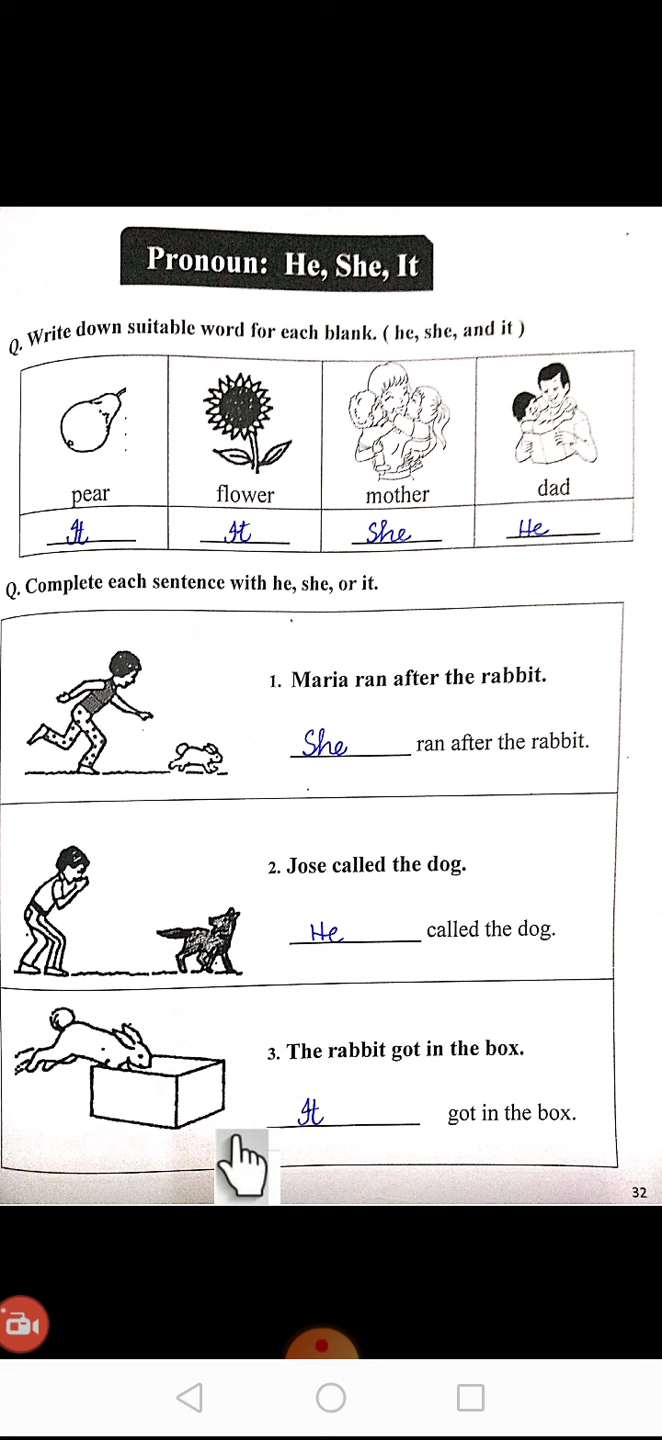 Pronoun: He, She, It
Q. Write down suitable word for each blank. ( he, she, and it )
pear flower mother dad
It It She He
Q. Complete each sentence with he, she, or it.
1. Maria ran after the rabbit.
She ran after the rabbit.
2. Jose called the dog.
He called the dog.
3. The rabbit got in the box.
It got in the box.
32